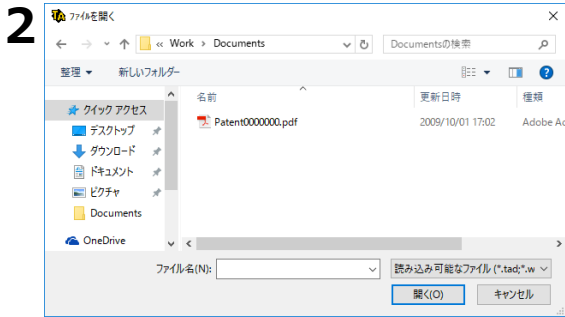 2
ファイルを開く
« Work › Documents
Documentsの検索
整理 新しいフォルダー
名前 更新日時 種類
クイック アクセス
Patent0000000.pdf 2009/10/01 17:02 Adobe Ac
デスクトップ
ダウンロード
ドキュメント
ピクチャ
Documents
OneDrive
ファイル名(N): 読み込み可能なファイル (*.tad;*.w
開く(O) キャンセル